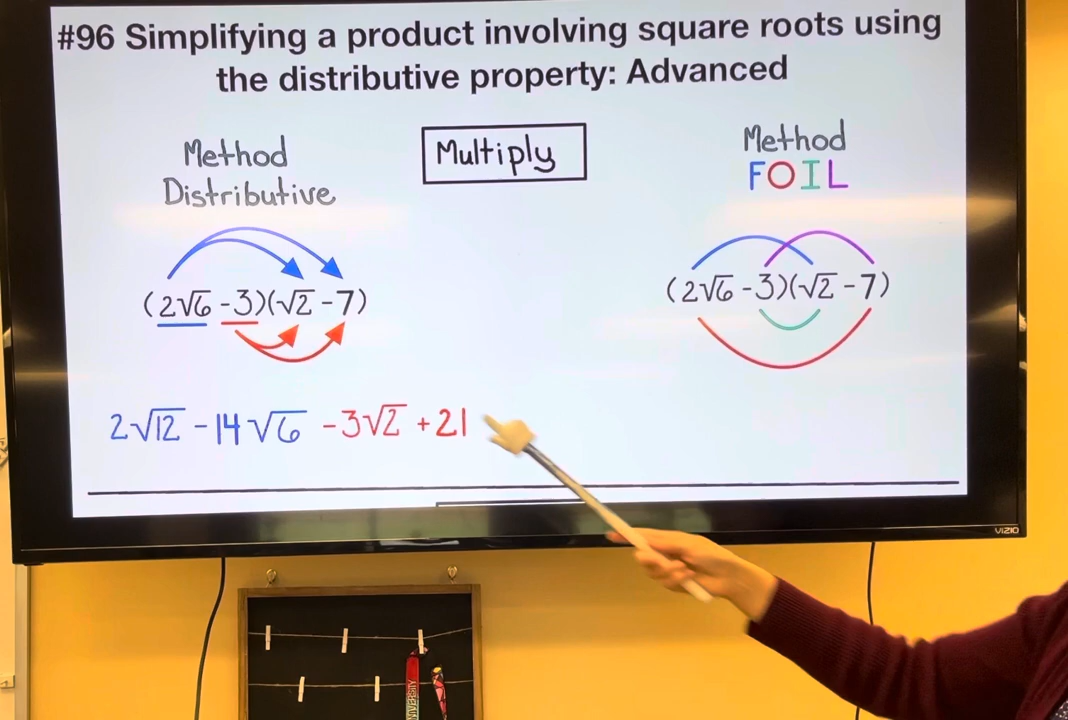 #96 Simplifying a product involving square roots using
the distributive property: Advanced
Method
Distributive
Multiply
Method
FOIL
(2√6 -3)(√2 -7)
(2√6 -3)(√2 -7)
2√12 -14√6 -3√2 +21
VIZIO